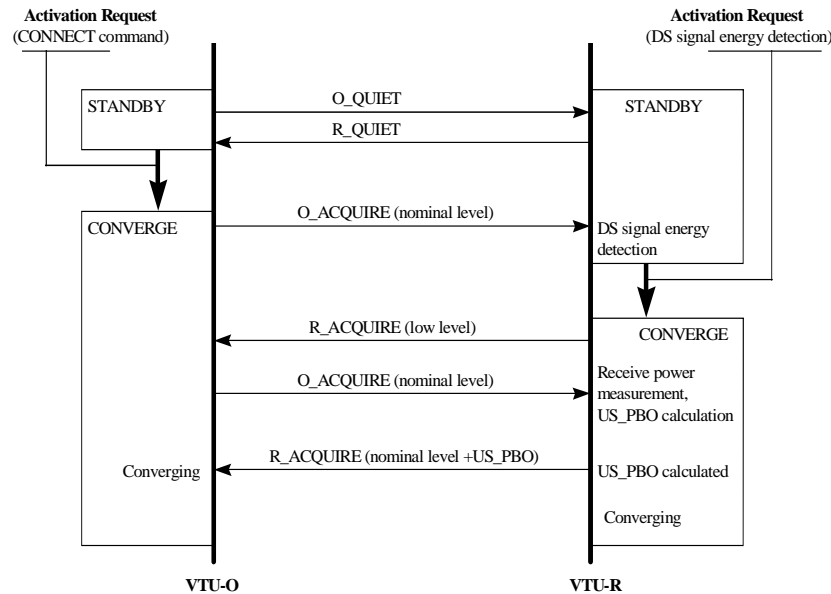 Activation Request
(CONNECT command)
Activation Request
(DS signal energy detection)
STANDBY
O_QUIET
STANDBY
R_QUIET
CONVERGE
O_ACQUIRE (nominal level)
DS signal energy
detection
R_ACQUIRE (low level)
CONVERGE
O_ACQUIRE (nominal level)
Receive power
measurement,
US_PBO calculation
Converging
R_ACQUIRE (nominal level +US_PBO)
US_PBO calculated
Converging
VTU-O
VTU-R